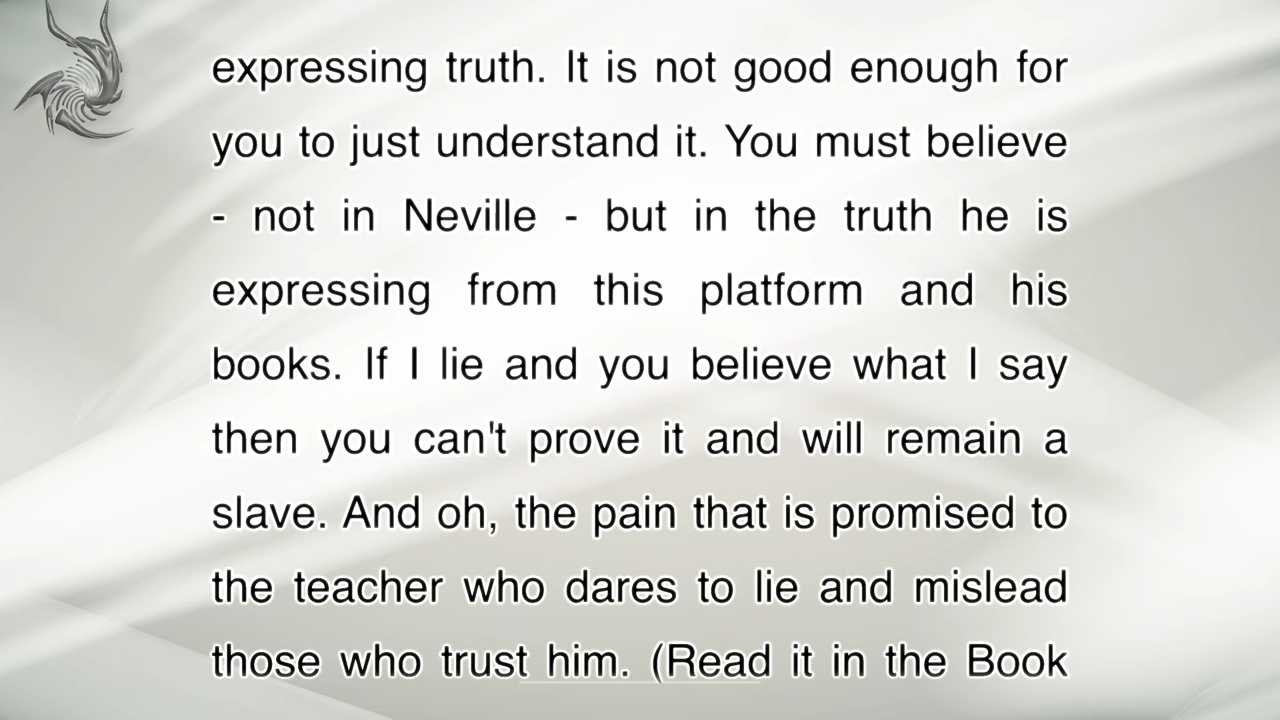 expressing truth. It is not good enough for
you to just understand it. You must believe
- not in Neville - but in the truth he is
expressing from this platform and his
books. If I lie and you believe what I say
then you can't prove it and will remain a
slave. And oh, the pain that is promised to
the teacher who dares to lie and mislead
those who trust him. (Read it in the Book